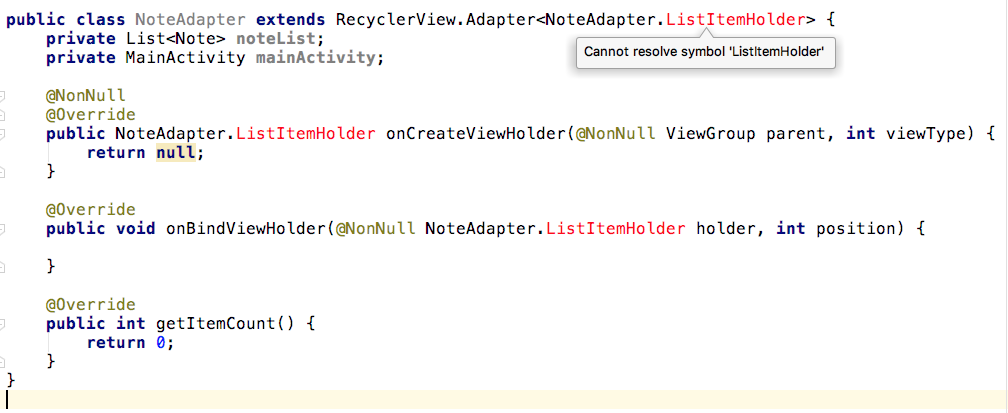 public class NoteAdapter extends RecyclerView.Adapter<NoteAdapter.ListItemHolder> {
    private List<Note> noteList;
Cannot resolve symbol 'ListItemHolder'
    private MainActivity mainActivity;
    @NonNull
    @Override
    public NoteAdapter.ListItemHolder onCreateViewHolder(@NonNull ViewGroup parent, int viewType) {
        return null;
    }
    @Override
    public void onBindViewHolder(@NonNull NoteAdapter.ListItemHolder holder, int position) {
    }
    @Override
    public int getItemCount() {
        return 0;
    }
}